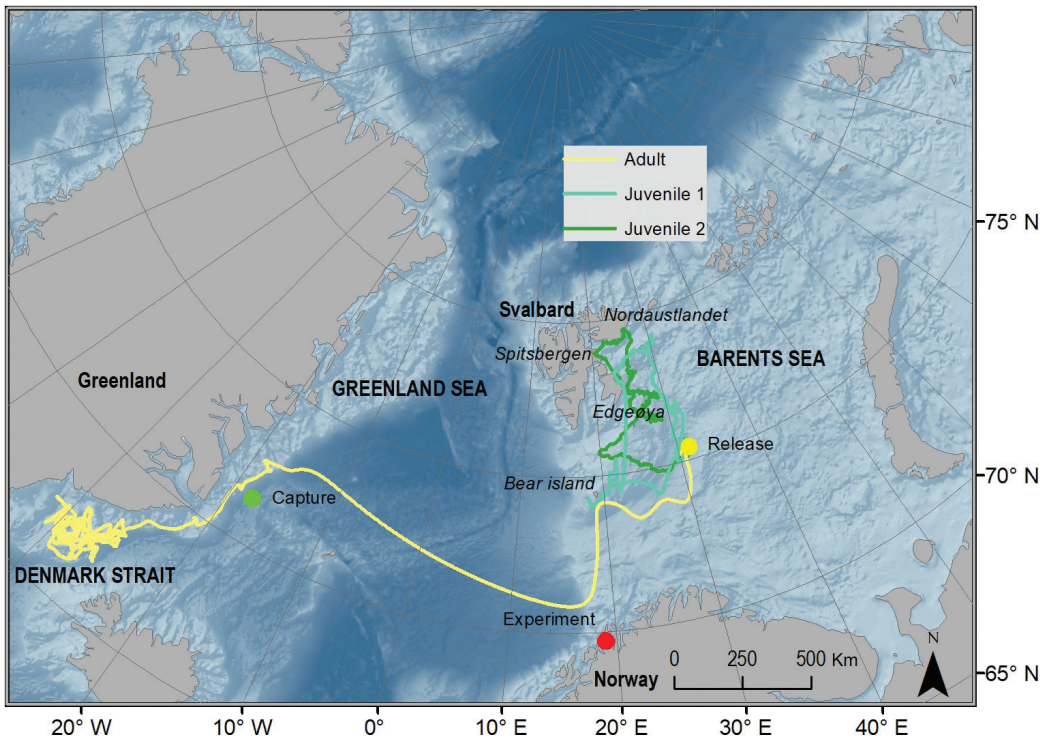 Adult
Juvenile 1
Juvenile 2
75° N
Svalbard
Nordaustlandet
Spitsbergen
BARENTS SEA
Greenland
GREENLAND SEA
Edgeøya
Release
70° N
Bear island
Capture
DENMARK STRAIT
Experiment
N
0 250 500 Km
Norway
65° N
20° W 10° W 0° 10° E 20° E 30° E 40° E